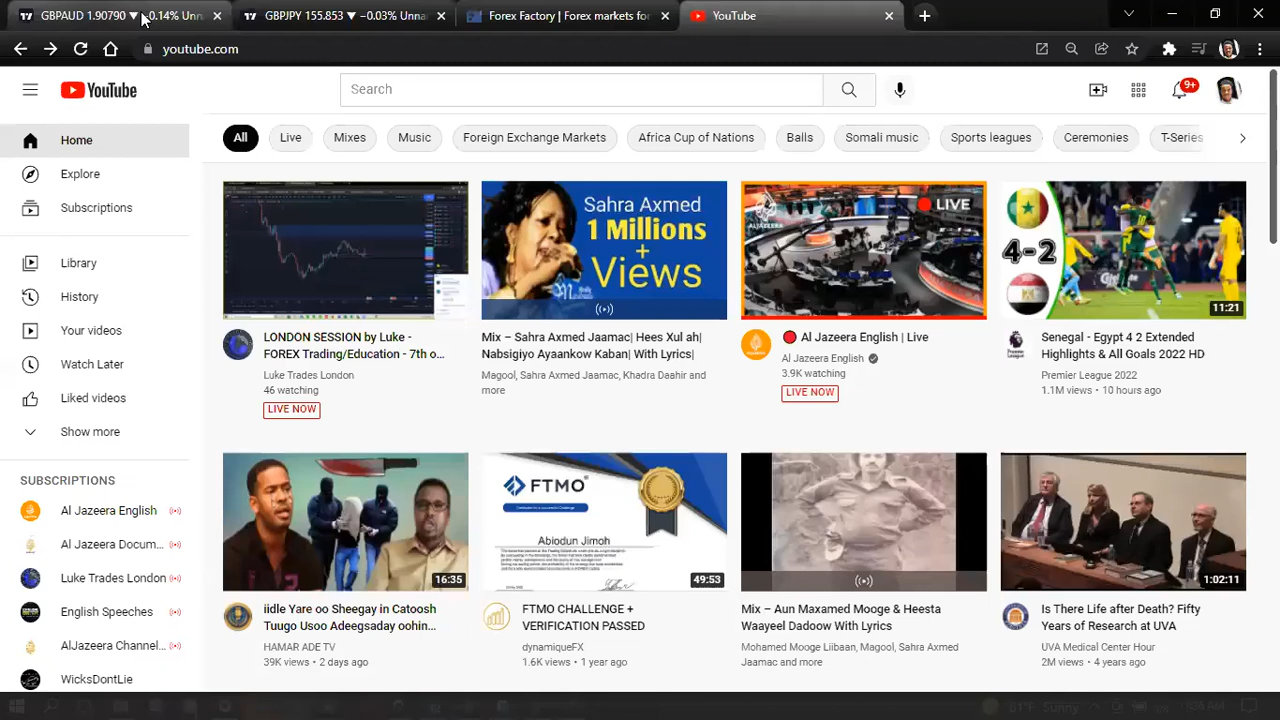 GBPAUD 1.90790 ▼ −0.14% Unn
GBPJPY 155.853 ▼ −0.03% Unna
Forex Factory | Forex markets for
YouTube
youtube.com
YouTube
Search
9+
All
Live
Mixes
Music
Foreign Exchange Markets
Africa Cup of Nations
Balls
Somali music
Sports leagues
Ceremonies
T-Series
Home
Explore
Subscriptions
Library
History
Your videos
Watch Later
Liked videos
Show more
SUBSCRIPTIONS
Al Jazeera English
Al Jazeera Docum...
Luke Trades London
English Speeches
AlJazeera Channel...
WicksDontLie
LONDON SESSION by Luke -
FOREX Trading/Education - 7th o...
Luke Trades London
46 watching
LIVE NOW
Sahra Axmed
1 Millions
+
Views
Mix – Sahra Axmed Jaamac| Hees Xul ah|
Nabsigiyo Ayaankow Kaban| With Lyrics|
Magool, Sahra Axmed Jaamac, Khadra Daahir and
more
ALJAZEERA
LIVE
Al Jazeera English | Live
Al Jazeera English
3.9K watching
LIVE NOW
4-2
11:21
Senegal - Egypt 4 2 Extended
Highlights & All Goals 2022 HD
Premier League 2022
1.1M views • 10 hours ago
16:35
iidle Yare oo Sheegay in Catoosh
Tuugo Usoo Adeegsaday oohin...
HAMAR ADE TV
39K views • 2 days ago
FTMO
Abiodun Jimoh
49:53
FTMO CHALLENGE +
VERIFICATION PASSED
dynamiqueFX
1.6K views • 1 year ago
Mix – Aun Maxamed Mooge & Heesta
Waayeel Dadoow With Lyrics
Mohamed Mooge Liibaan, Magool, Sahra Axmed
Jaamac and more
1:02:11
Is There Life after Death? Fifty
Years of Research at UVA
UVA Medical Center Hour
2M views • 4 years ago
81°F Sunny